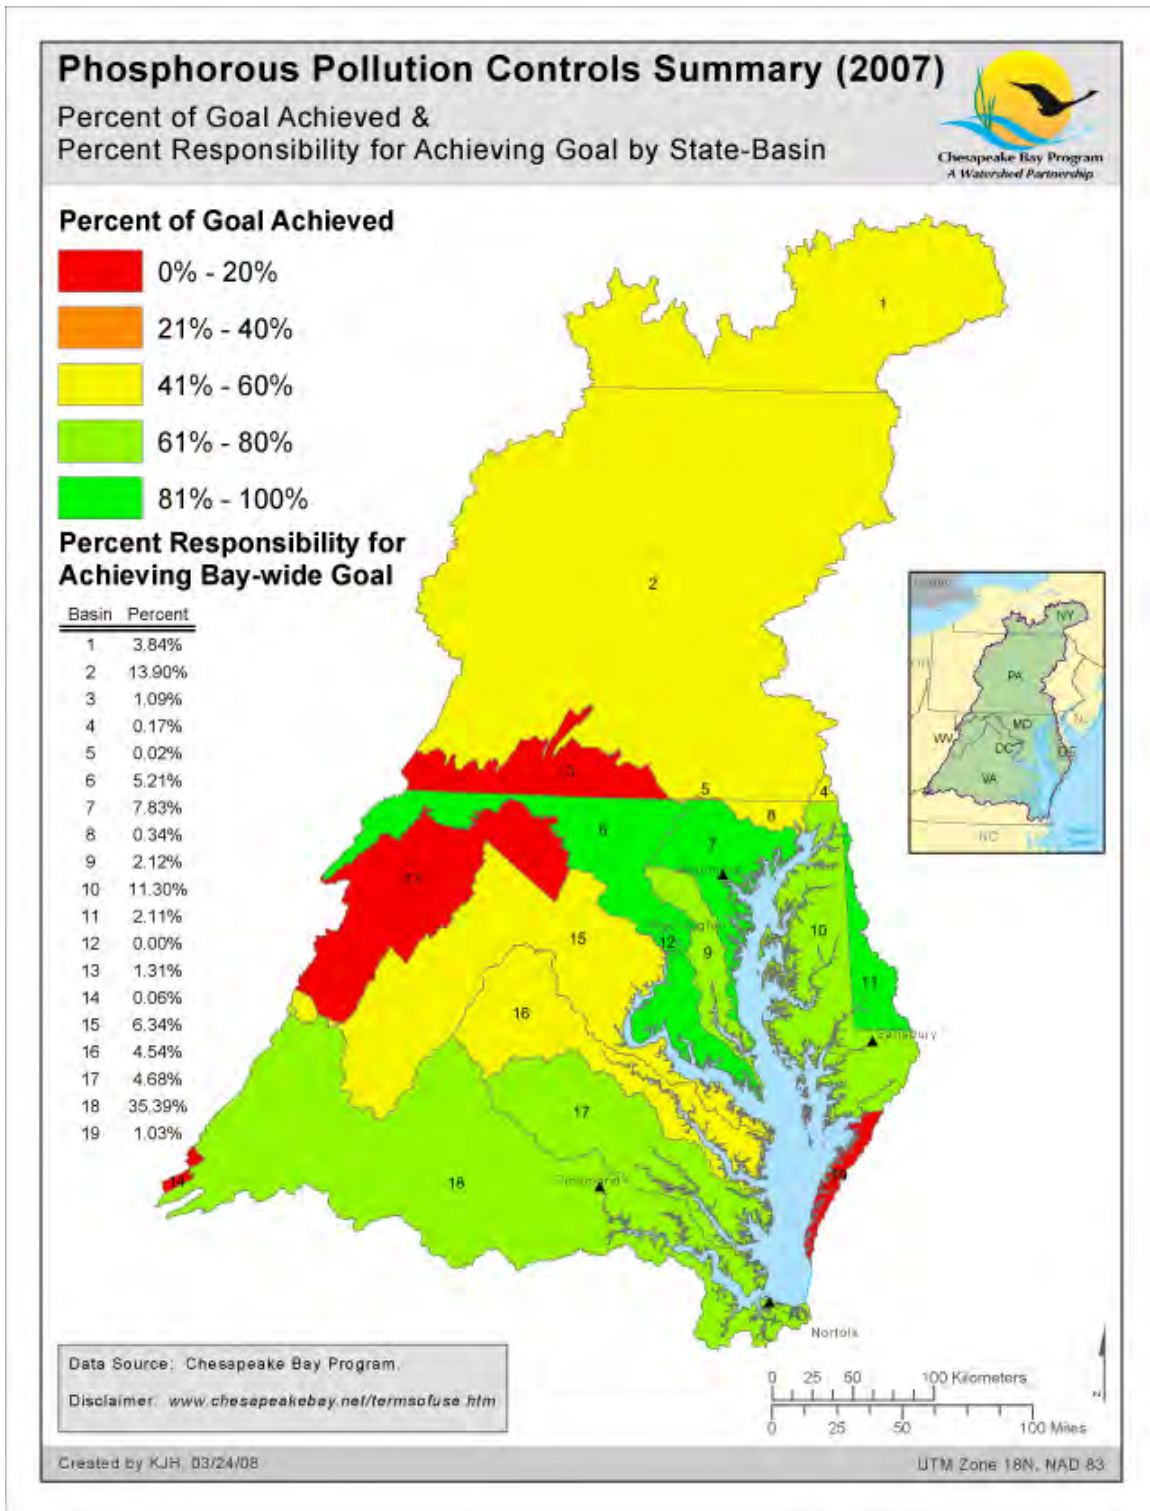 Phosphorous Pollution Controls Summary (2007)
Percent of Goal Achieved &
Percent Responsibility for Achieving Goal by State-Basin
Chesapeake Bay Program
A Watershed Partnership
Percent of Goal Achieved
0% - 20%
21% - 40%
41% - 60%
61% - 80%
81% - 100%
Percent Responsibility for
Achieving Bay-wide Goal
Basin Percent
1 3.84%
2 13.90%
3 1.09%
4 0.17%
5 0.02%
6 5.21%
7 7.83%
8 0.34%
9 2.12%
10 11.30%
11 2.11%
12 0.00%
13 1.31%
14 0.06%
15 6.34%
16 4.54%
17 4.68%
18 35.39%
19 1.03%
1
2
5
4
8
6
7
13
15
12
9
10
11
16
Salisbury
17
14
18
Richmond
19
Norfolk
NY
PA
MD
NJ
WV
DC
DE
VA
NC
Data Source: Chesapeake Bay Program.
Disclaimer: www.chesapeakebay.net/termsofuse.htm
0 25 50 100 Kilometers
0 25 50 100 Miles
N
Created by KJH, 03/24/08
UTM Zone 18N, NAD 83